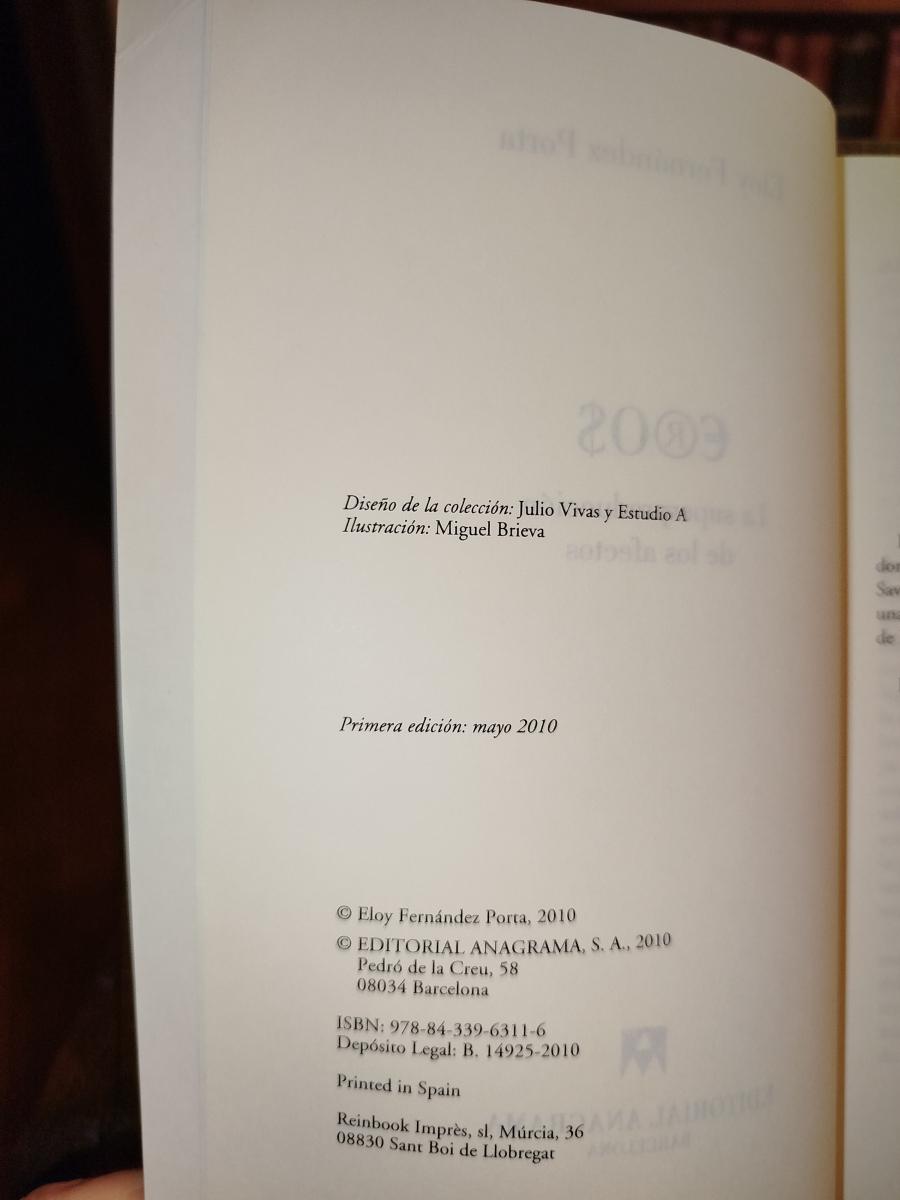 Diseño de la colección: Julio Vivas y Estudio A
Ilustración: Miguel Brieva
Primera edición: mayo 2010
© Eloy Fernández Porta, 2010
© EDITORIAL ANAGRAMA, S. A., 2010
Pedró de la Creu, 58
08034 Barcelona
ISBN: 978-84-339-6311-6
Depósito Legal: B. 14925-2010
Printed in Spain
Reinbook Imprès, sl, Múrcia, 36
08830 Sant Boi de Llobregat